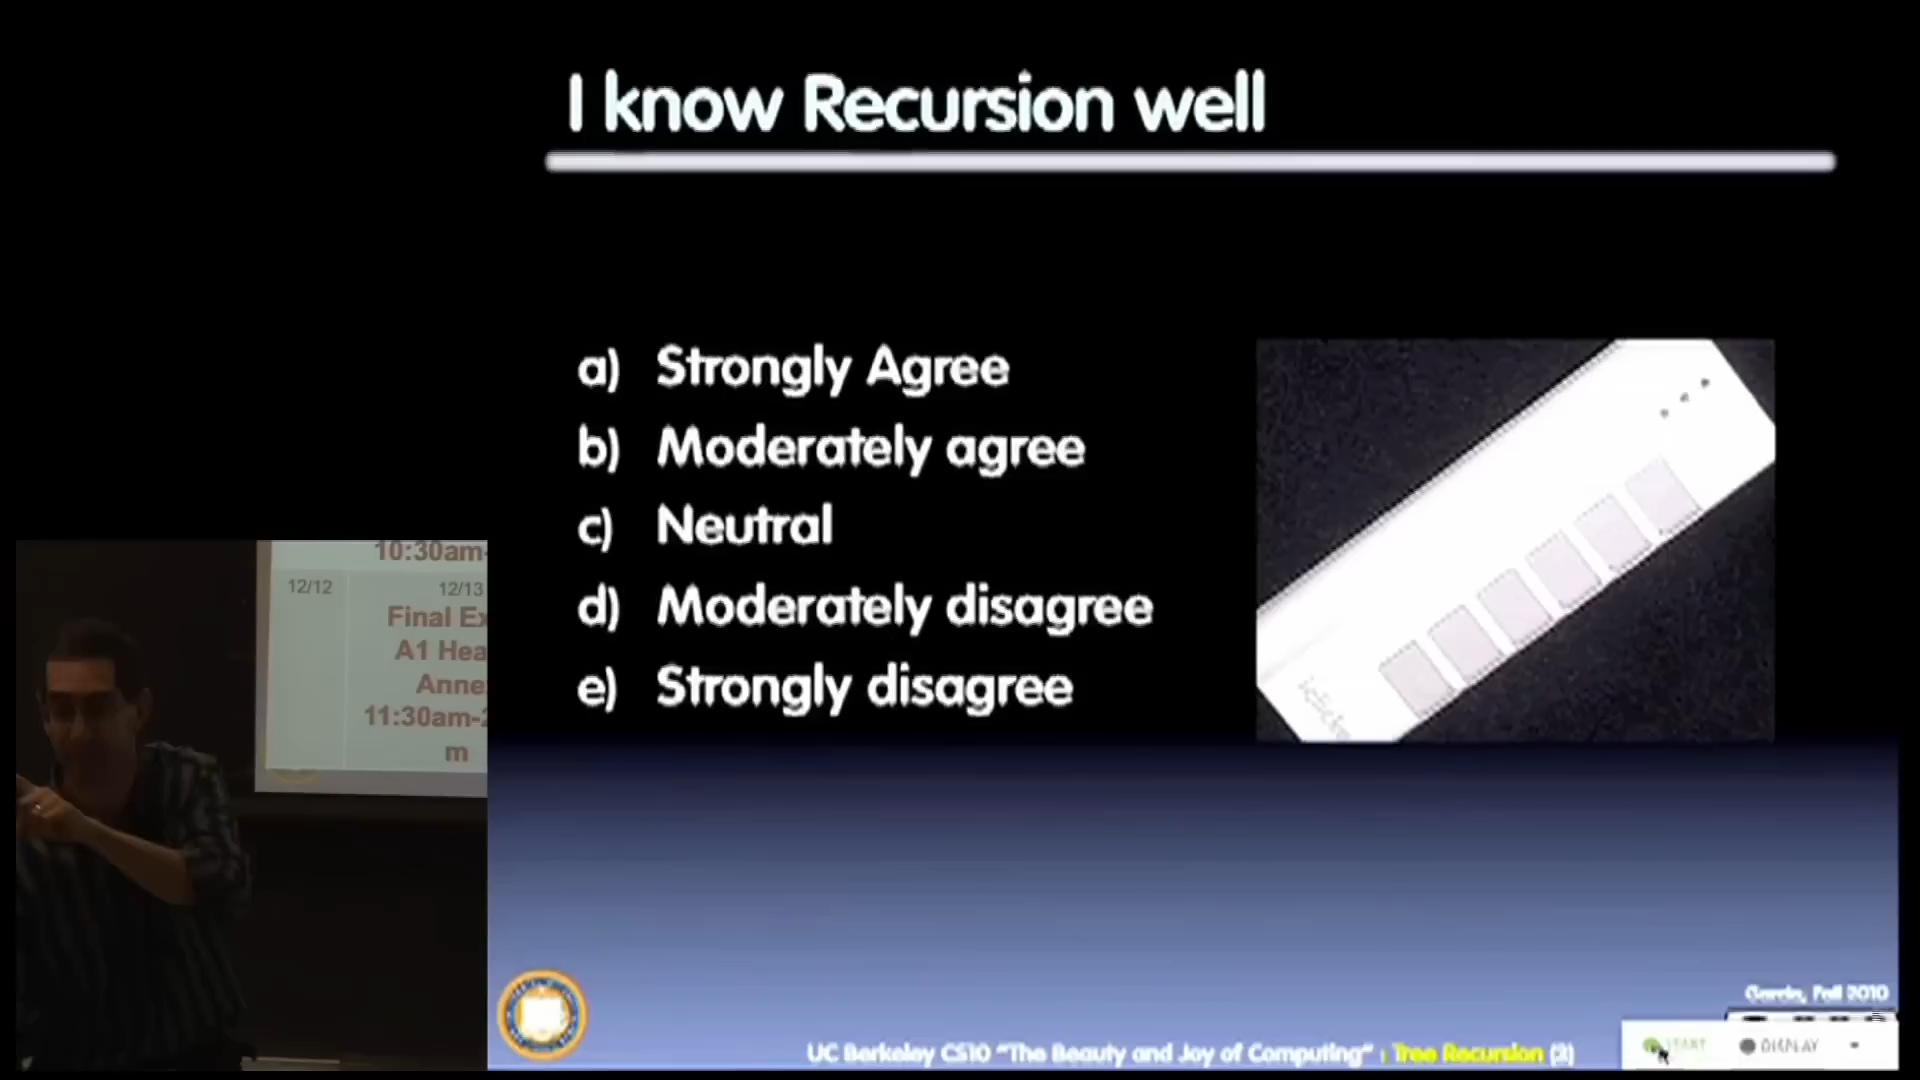 I know Recursion well
a) Strongly Agree
b) Moderately agree
c) Neutral
d) Moderately disagree
e) Strongly disagree
10:30am-
12/12 12/13
Final Ex
A1 Hea
Anne
11:30am-2
m
Garcia, Fall 2010
UC Berkeley CS10 “The Beauty and Joy of Computing” : Tree Recursion (2)
START DISPLAY